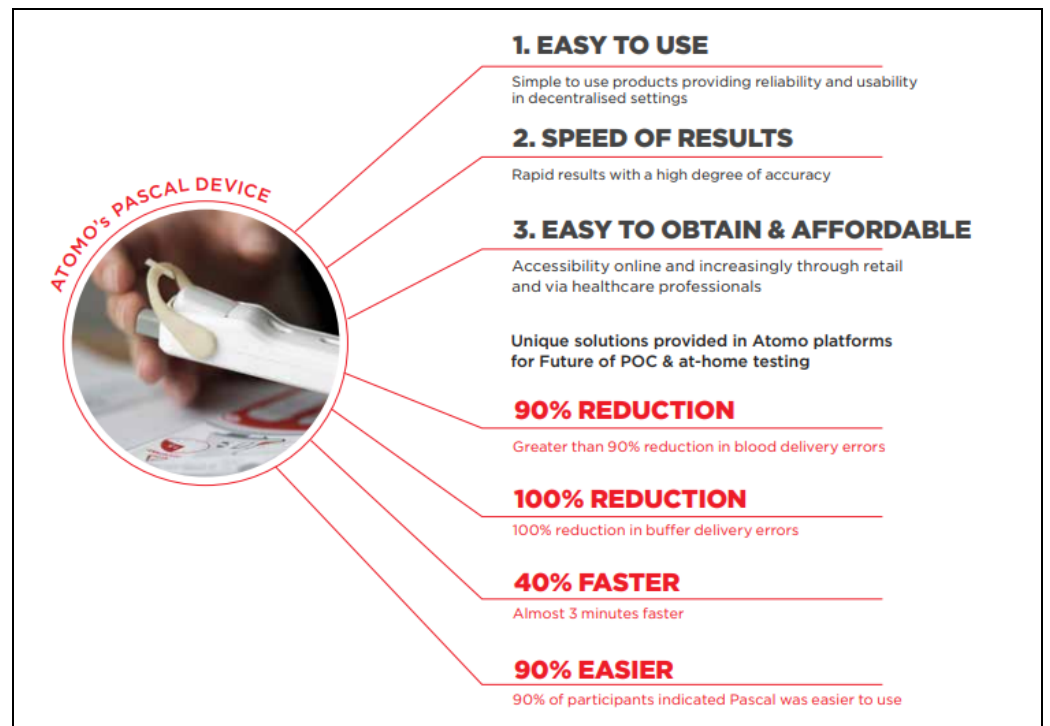 ATOMO's PASCAL DEVICE
1. EASY TO USE
Simple to use products providing reliability and usability
in decentralised settings
2. SPEED OF RESULTS
Rapid results with a high degree of accuracy
3. EASY TO OBTAIN & AFFORDABLE
Accessibility online and increasingly through retail
and via healthcare professionals
Unique solutions provided in Atomo platforms
for Future of POC & at-home testing
90% REDUCTION
Greater than 90% reduction in blood delivery errors
100% REDUCTION
100% reduction in buffer delivery errors
40% FASTER
Almost 3 minutes faster
90% EASIER
90% of participants indicated Pascal was easier to use